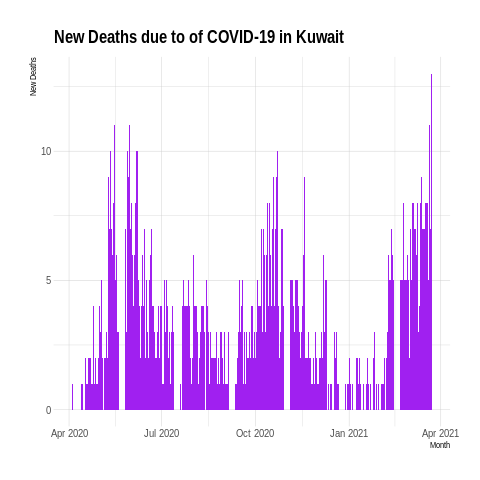 New Deaths due to of COVID-19 in Kuwait
New Deaths
10
5
0
Apr 2020 Jul 2020 Oct 2020 Jan 2021 Apr 2021
Month